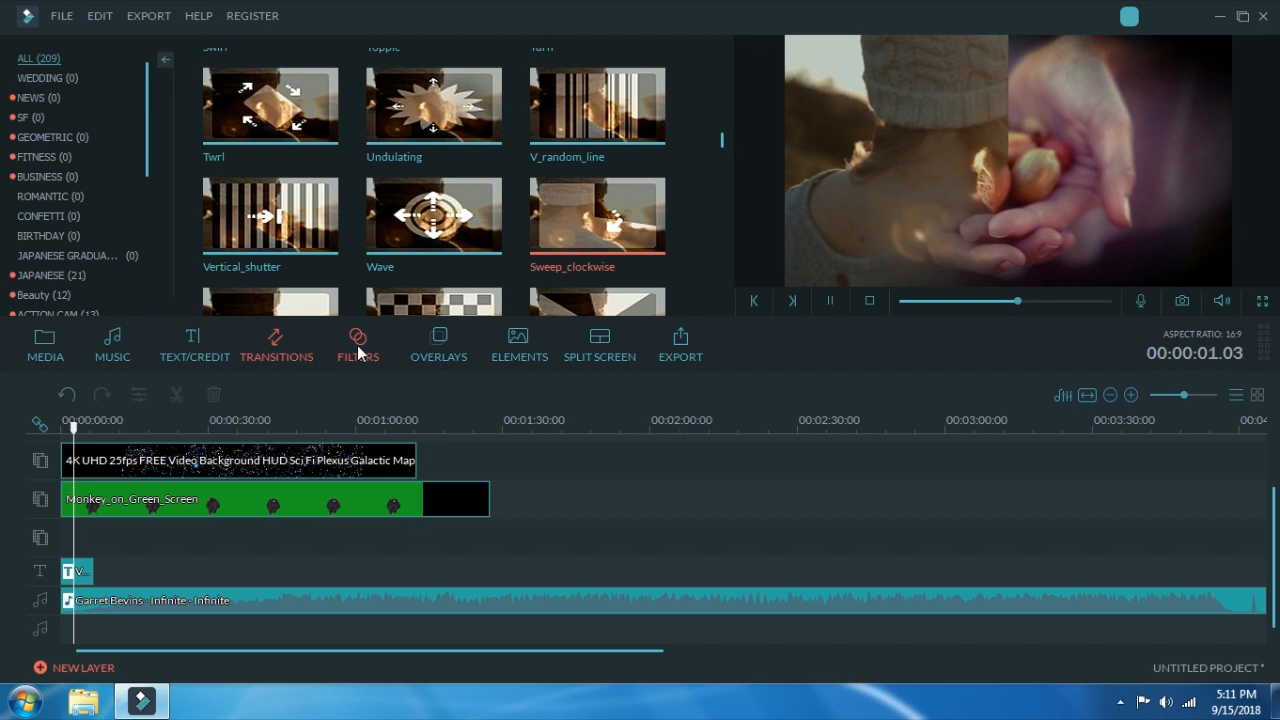 FILE EDIT EXPORT HELP REGISTER
ALL (209)
WEDDING (0)
NEWS (0)
SF (0)
GEOMETRIC (0)
FITNESS (0)
BUSINESS (0)
ROMANTIC (0)
CONFETTI (0)
BIRTHDAY (0)
JAPANESE GRADUA... (0)
JAPANESE (21)
Beauty (12)
ACTION CAM (13)
Swirl Topple Turn
Twrl Undulating V_random_line
Vertical_shutter Wave Sweep_clockwise
MEDIA MUSIC TEXT/CREDIT TRANSITIONS FILTERS OVERLAYS ELEMENTS SPLIT SCREEN EXPORT
ASPECT RATIO: 16:9
00:00:01.03
00:00:00:00 00:00:30:00 00:01:00:00 00:01:30:00 00:02:00:00 00:02:30:00 00:03:00:00 00:03:30:00 00:04
4K UHD 25fps FREE Video Background HUD Sci Fi Plexus Galactic Map
Monkey_on_Green_Screen
T V...
Garret Bevins - Infinite - Infinite
NEW LAYER
UNTITLED PROJECT *
5:11 PM
9/15/2018